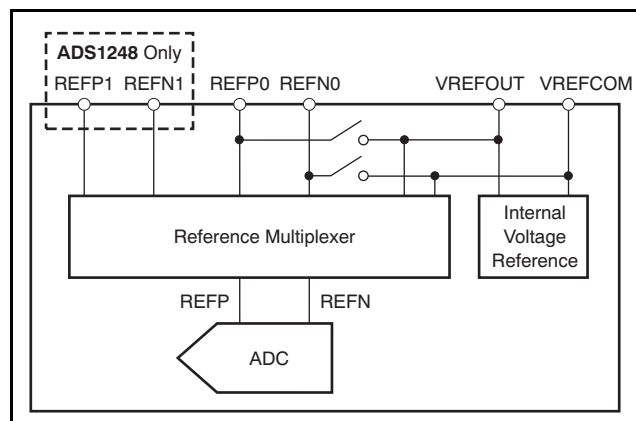 ADS1248 Only
REFP1 REFN1 REFP0 REFN0 VREFOUT VREFCOM
Reference Multiplexer
Internal
Voltage
Reference
REFP REFN
ADC